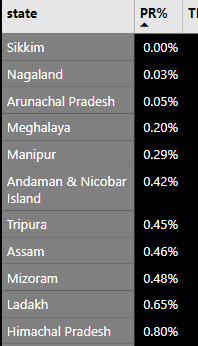 state PR% TI
Sikkim 0.00%
Nagaland 0.03%
Arunachal Pradesh 0.05%
Meghalaya 0.20%
Manipur 0.29%
Andaman & Nicobar 0.42%
Island
Tripura 0.45%
Assam 0.46%
Mizoram 0.48%
Ladakh 0.65%
Himachal Pradesh 0.80%